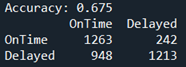 Accuracy: 0.675
OnTime Delayed
OnTime 1263 242
Delayed 948 1213